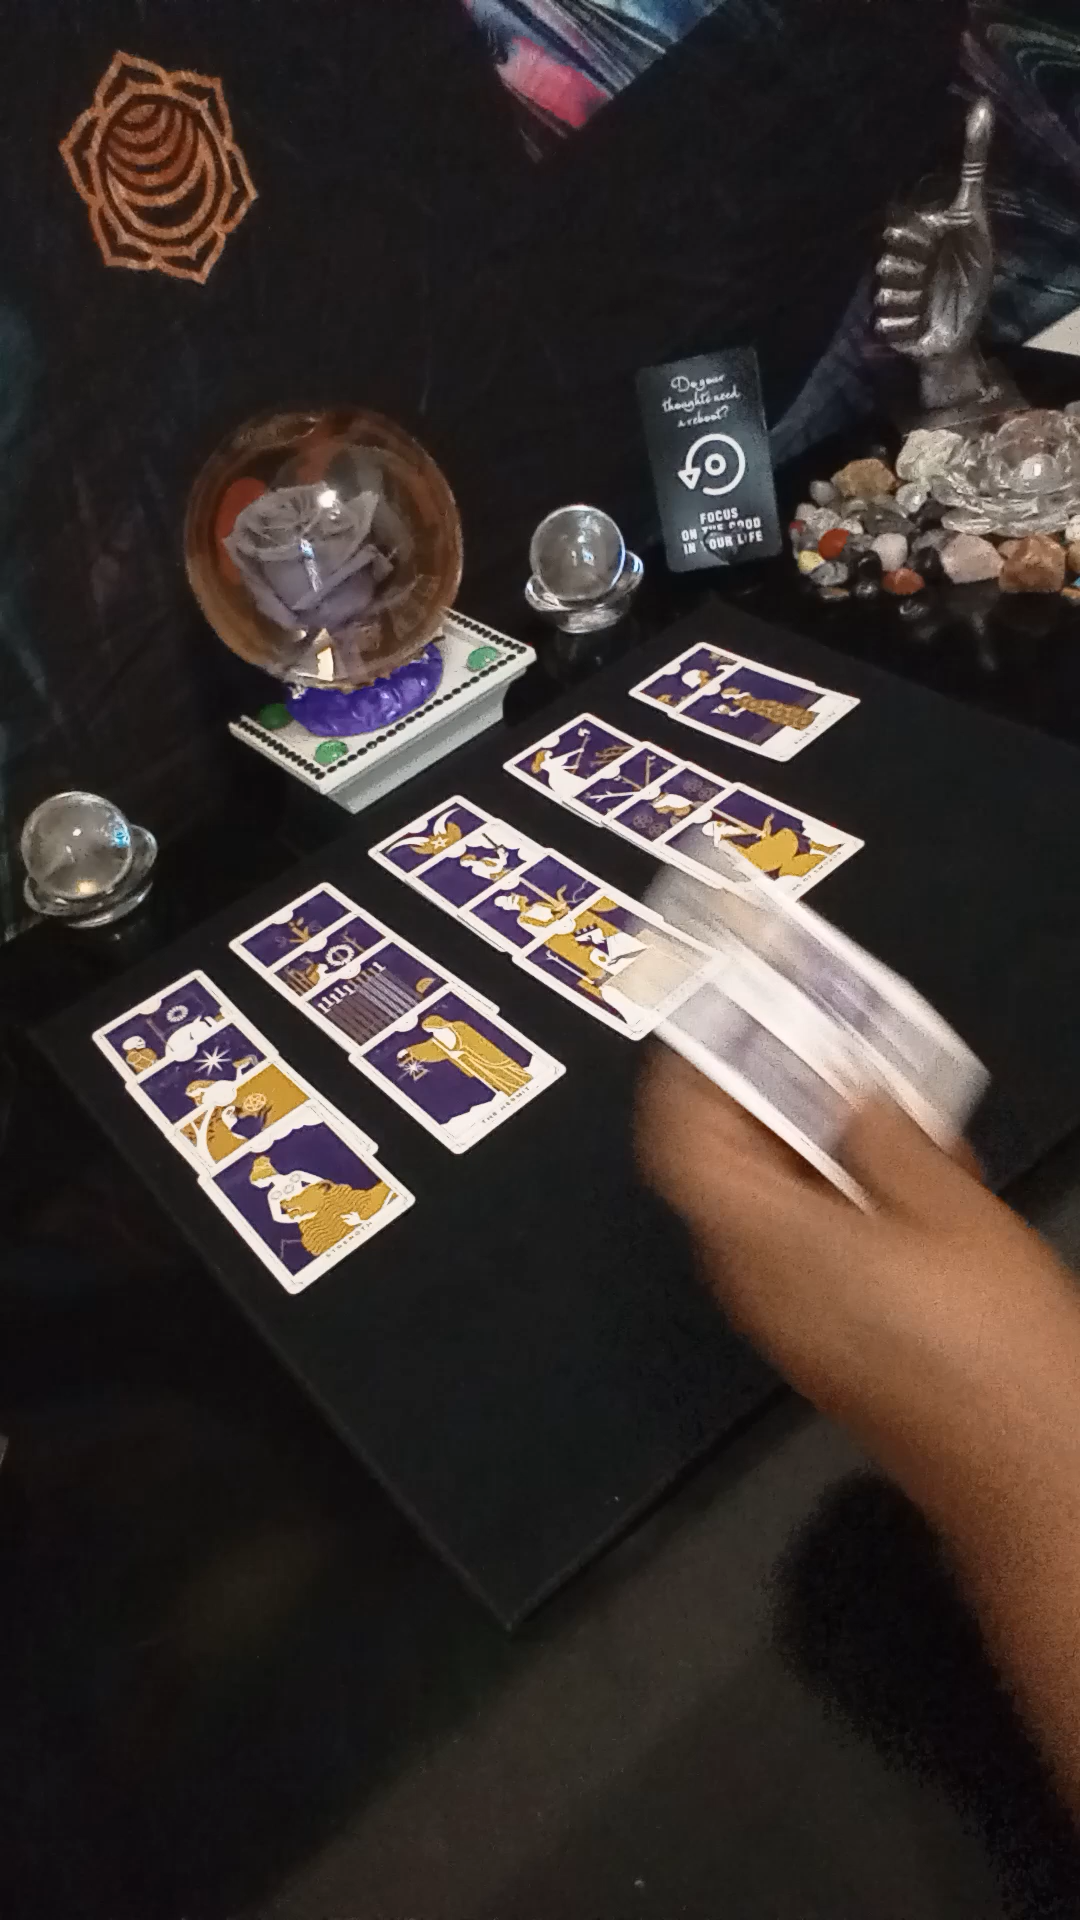 Do your
thoughts need
a reboot?
FOCUS
ON THE GOOD
IN YOUR LIFE
THE HERMIT
STRENGTH